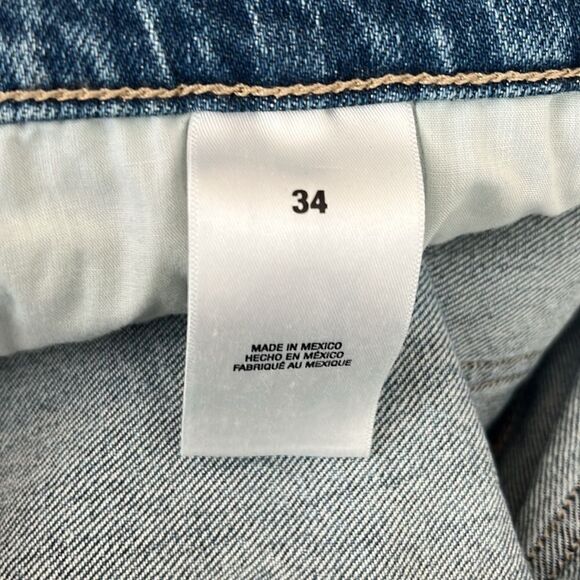 34
MADE IN MEXICO
HECHO EN MÉXICO
FABRIQUÉ AU MEXIQUE